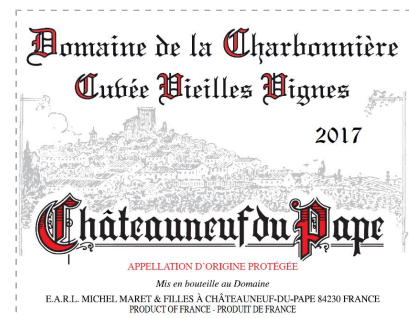 Domaine de la Charbonnière
Cuvée Vieilles Vignes
2017
Châteauneuf du Pape
APPELLATION D'ORIGINE PROTÉGÉE
Mis en bouteille au Domaine
E.A.R.L. MICHEL MARET & FILLES À CHÂTEAUNEUF-DU-PAPE 84230 FRANCE
PRODUCT OF FRANCE - PRODUIT DE FRANCE